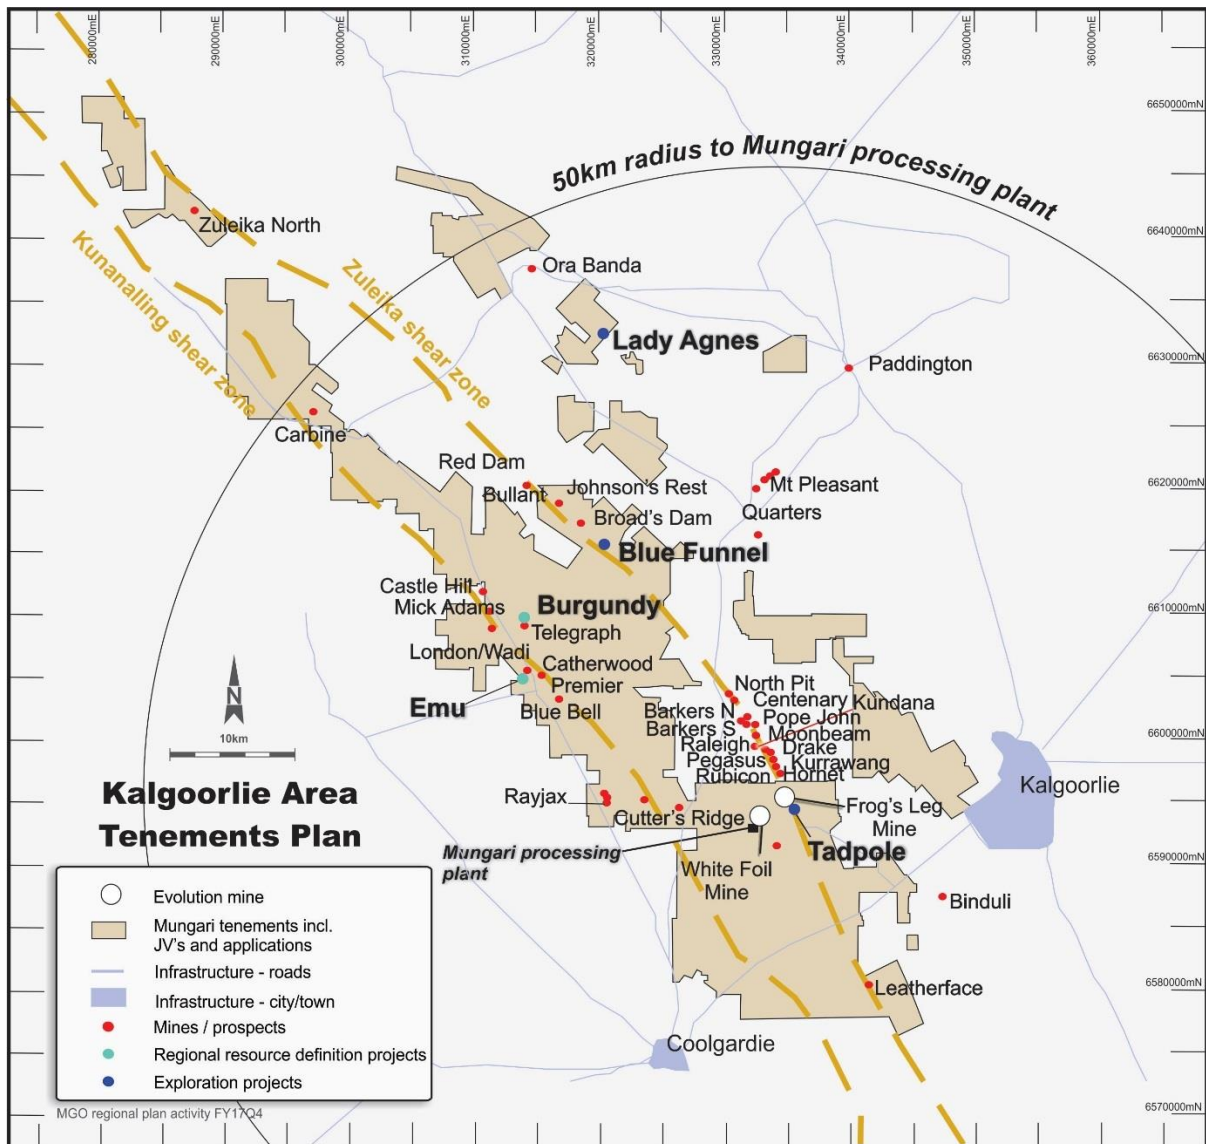 280000mE
290000mE
300000mE
310000mE
320000mE
330000mE
340000mE
350000mE
360000mE
6650000mN
50km radius to Mungari processing plant
Zuleika North
6640000mN
Kunanalling shear zone
Zuleika shear zone
Ora Banda
Lady Agnes
6630000mN
Paddington
Carbine
Red Dam
Bullant
Johnson's Rest
Mt Pleasant
6620000mN
Broad's Dam
Quarters
Blue Funnel
Castle Hill
Mick Adams
Burgundy
6610000mN
Telegraph
London/Wadi
Catherwood
Premier
Emu
Blue Bell
North Pit
Centenary
Kundana
Barkers N
Pope John
Barkers S
Moonbeam
6600000mN
Raleigh
Drake
Pegasus
Kurrawang
Rubicon
Hornet
N
10km
Kalgoorlie
Kalgoorlie Area
Tenements Plan
Rayjax
Cutter's Ridge
Frog's Leg
Mine
Mungari processing
plant
Tadpole
White Foil
Mine
6590000mN
Binduli
Leatherface
6580000mN
Coolgardie
6570000mN
Evolution mine
Mungari tenements incl.
JV's and applications
Infrastructure - roads
Infrastructure - city/town
Mines / prospects
Regional resource definition projects
Exploration projects
MGO regional plan activity FY17Q4